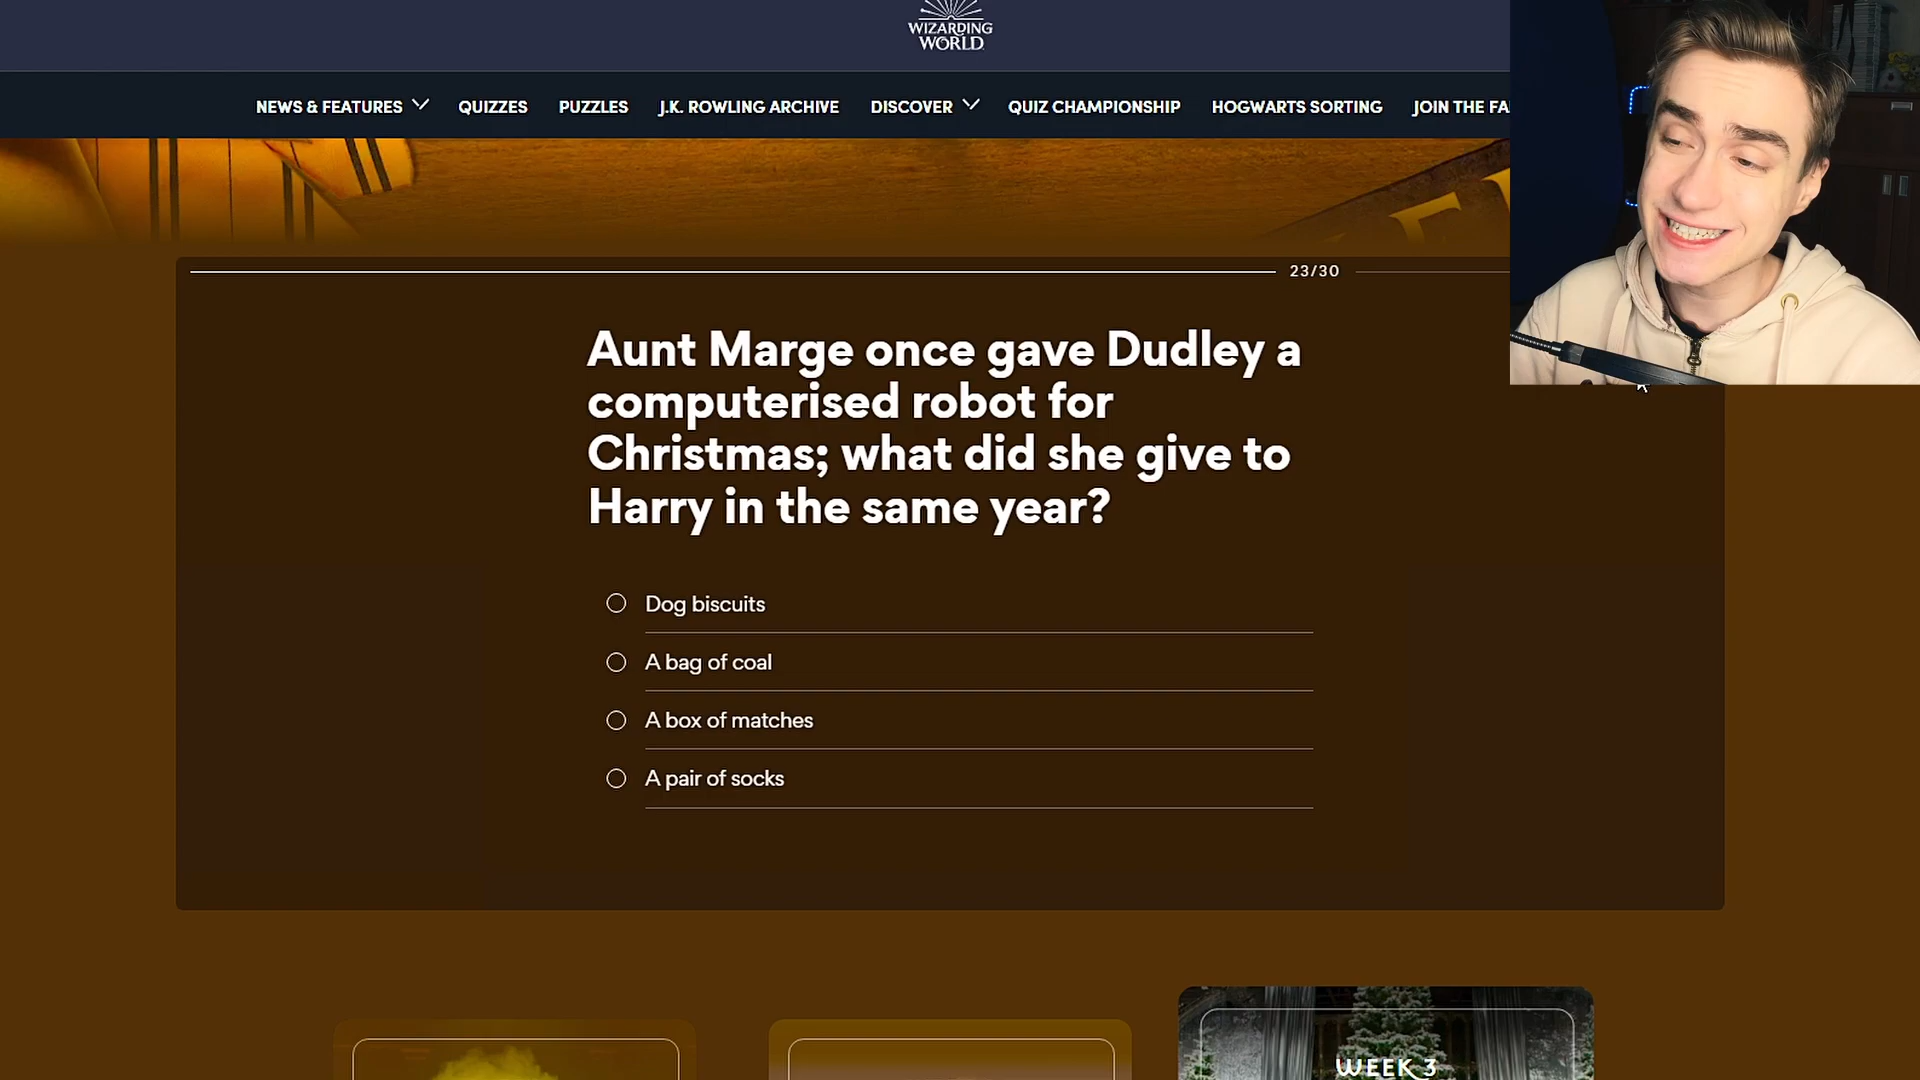 WIZARDING
WORLD
NEWS & FEATURES QUIZZES PUZZLES J.K. ROWLING ARCHIVE DISCOVER QUIZ CHAMPIONSHIP HOGWARTS SORTING JOIN THE
23/30
Aunt Marge once gave Dudley a
computerised robot for
Christmas; what did she give to
Harry in the same year?
Dog biscuits
A bag of coal
A box of matches
A pair of socks
WEEK 3